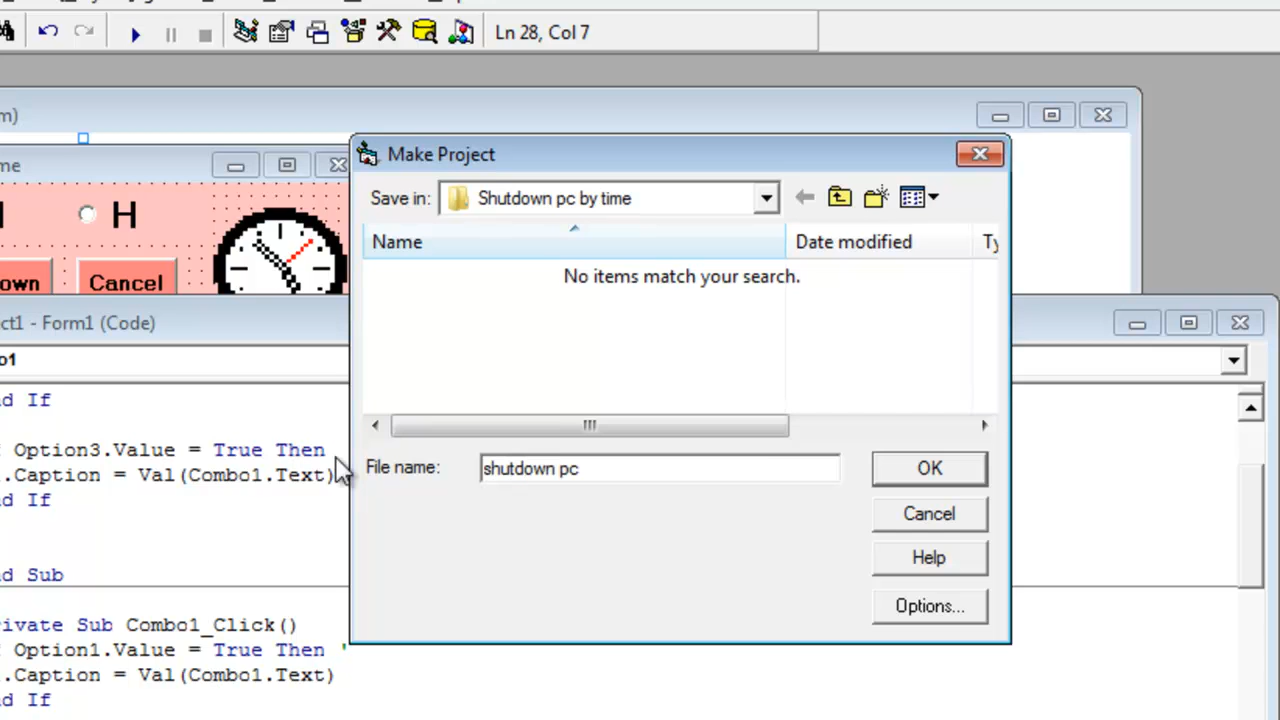 Ln 28, Col 7
m)
Make Project
me
Save in:
Shutdown pc by time
H
Name
Date modified
Ty
No items match your search.
own
Cancel
ct1 - Form1 (Code)
o1
d If
Option3.Value = True Then
.Caption = Val(Combo1.Text)
d If
File name:
shutdown pc
OK
Cancel
Help
Options...
d Sub
ivate Sub Combo1_Click()
Option1.Value = True Then '
.Caption = Val(Combo1.Text)
d If